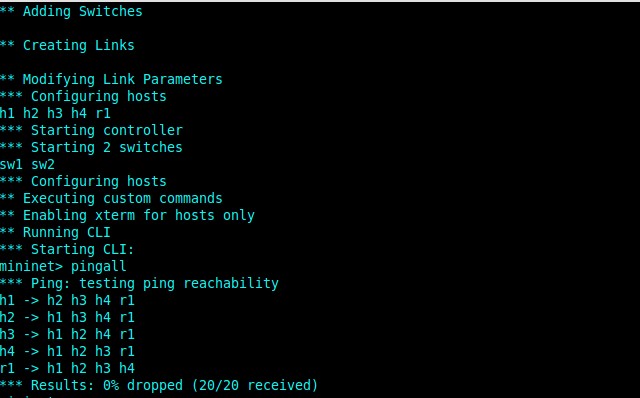 ** Adding Switches
** Creating Links
** Modifying Link Parameters
*** Configuring hosts
h1 h2 h3 h4 r1
*** Starting controller
*** Starting 2 switches
sw1 sw2
*** Configuring hosts
** Executing custom commands
** Enabling xterm for hosts only
** Running CLI
*** Starting CLI:
mininet> pingall
*** Ping: testing ping reachability
h1 -> h2 h3 h4 r1
h2 -> h1 h3 h4 r1
h3 -> h1 h2 h4 r1
h4 -> h1 h2 h3 r1
r1 -> h1 h2 h3 h4
*** Results: 0% dropped (20/20 received)